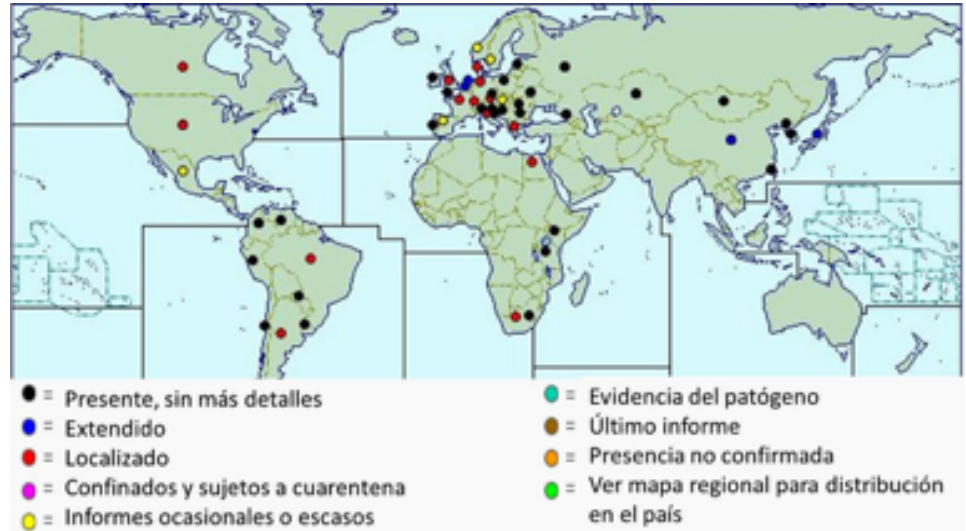 = Presente, sin más detalles
= Extendido
= Localizado
= Confinados y sujetos a cuarentena
= Informes ocasionales o escasos
= Evidencia del patógeno
= Último informe
= Presencia no confirmada
= Ver mapa regional para distribución
en el país